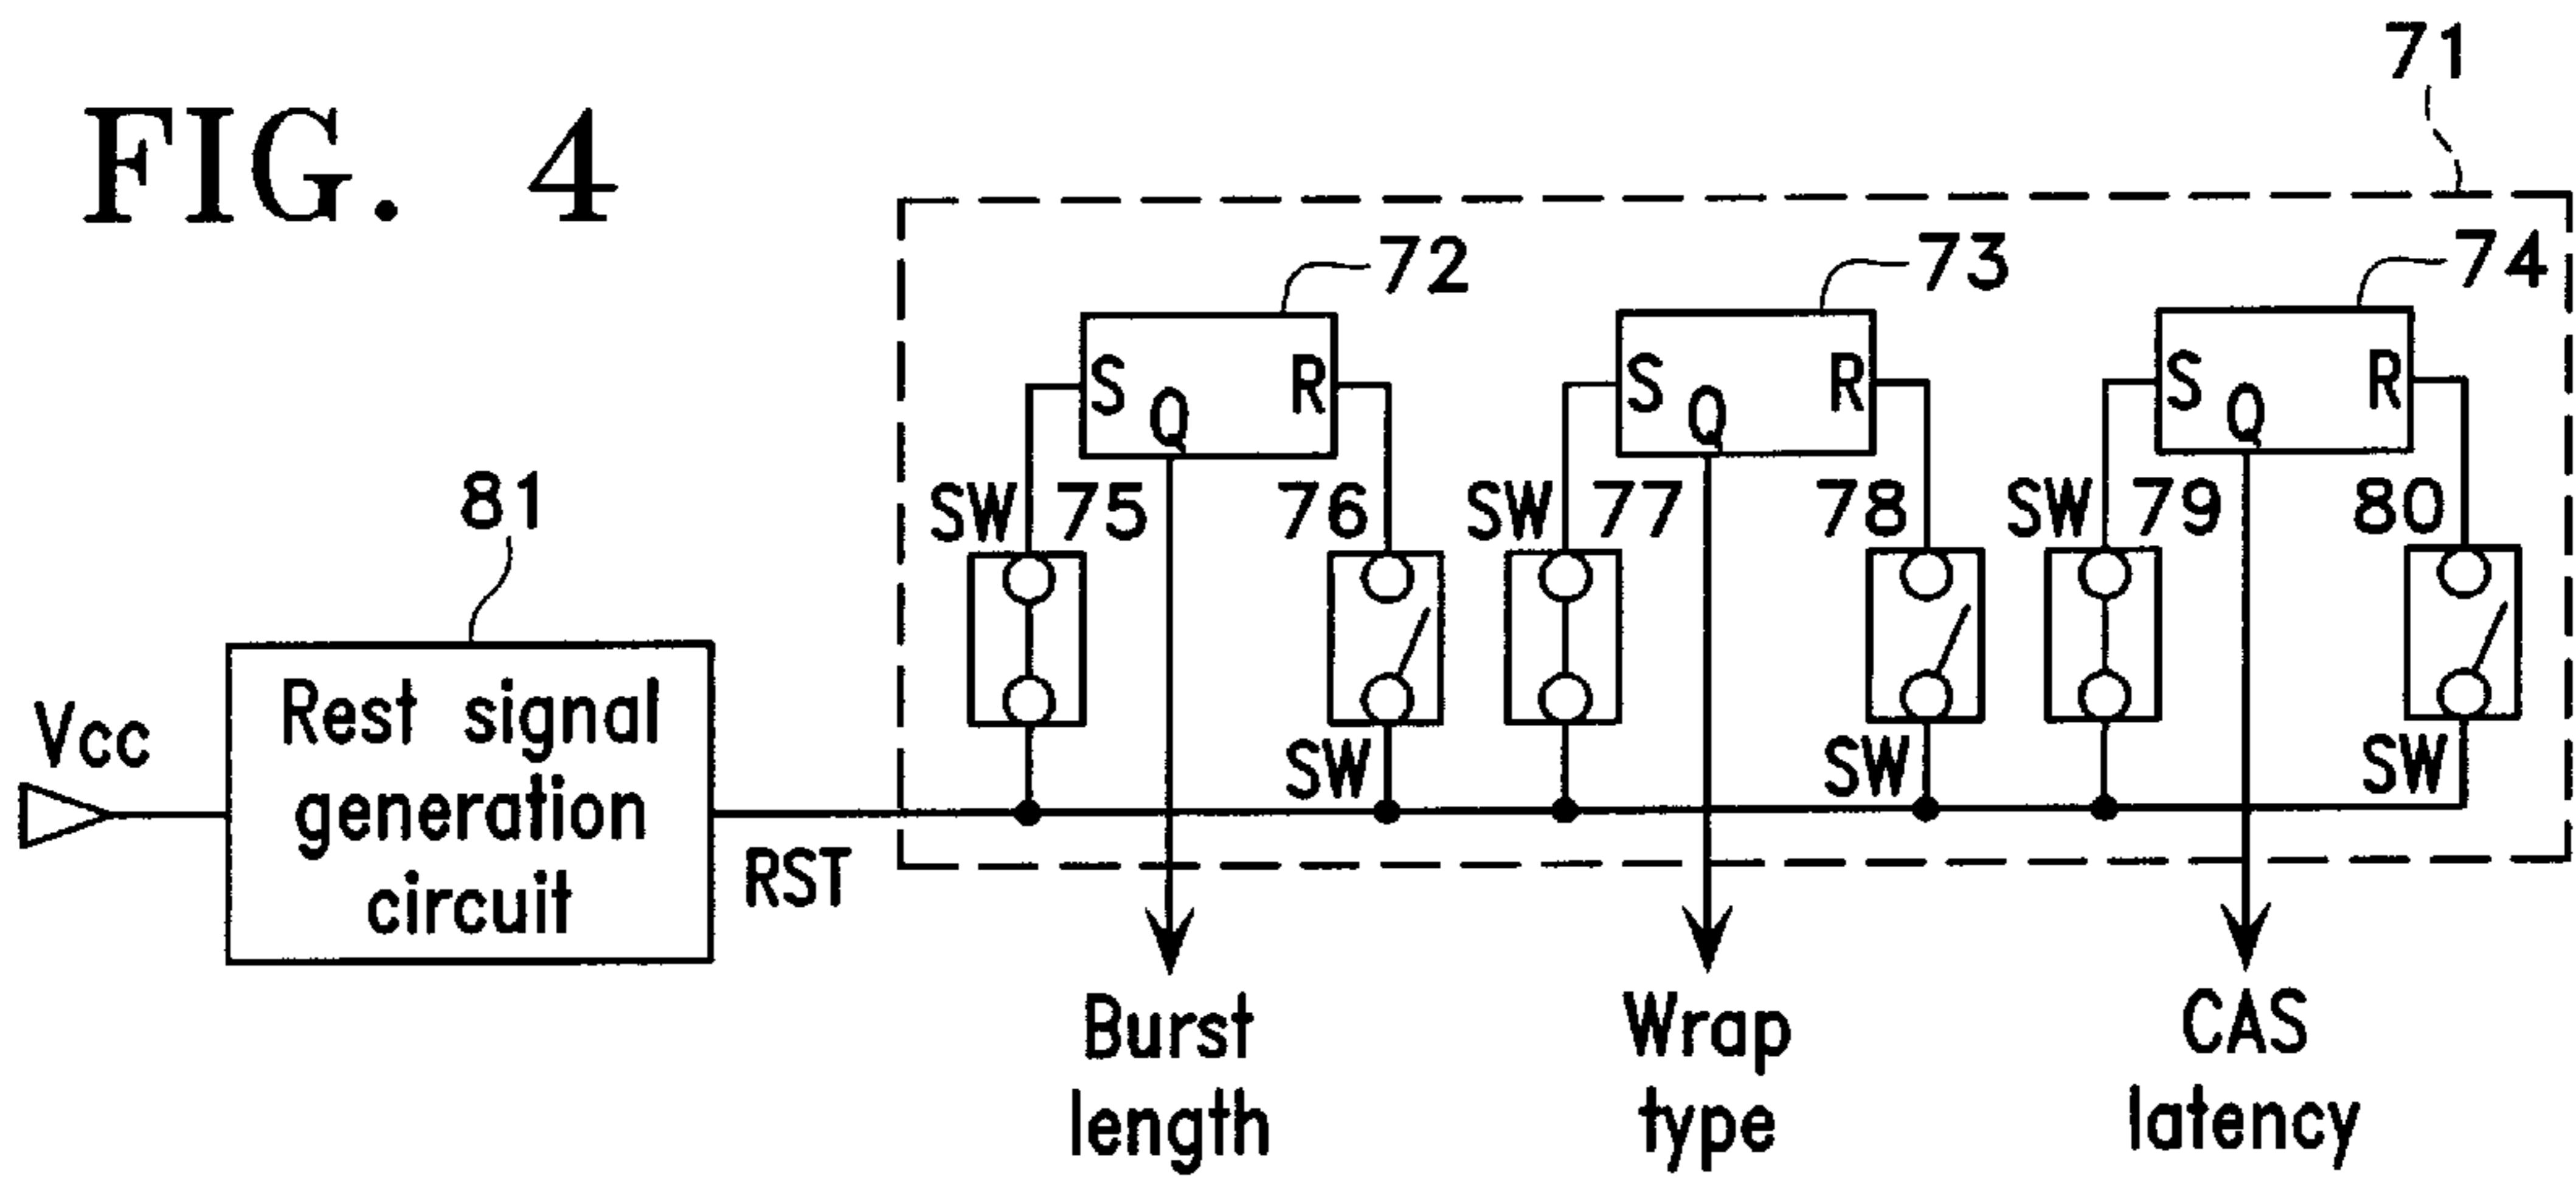 FIG. 4
71
72
73
74
S Q R
S Q R
S Q R
81
SW 75
76
SW 77
78
SW 79
80
Vcc
Rest signal
generation
circuit
SW
SW
SW
RST
Burst
length
Wrap
type
CAS
latency